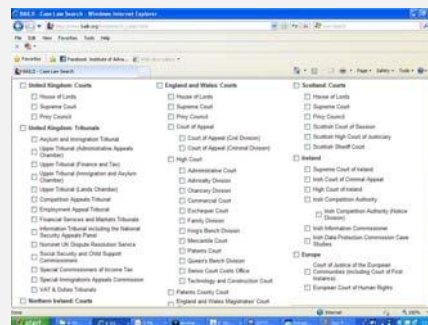 BAILII - Case Law Search - Windows Internet Explorer
File Edit View Favorites Tools Help
Favorites
BAILII - Case Law Search
Page Safety Tools
United Kingdom: Courts
House of Lords
Supreme Court
Privy Council
United Kingdom: Tribunals
Asylum and Immigration Tribunal
Upper Tribunal (Administrative Appeals
Chamber)
Upper Tribunal (Finance and Tax)
Upper Tribunal (Immigration and Asylum
Chamber)
Upper Tribunal (Lands Chamber)
Competition Appeals Tribunal
Employment Appeal Tribunal
Financial Services and Markets Tribunals
Information Tribunal including the National
Security Appeals Panel
Nominet UK Dispute Resolution Service
Social Security and Child Support
Commissioners
Special Commissioners of Income Tax
Special Immigrations Appeals Commission
VAT & Duties Tribunals
Northern Ireland: Courts
England and Wales: Courts
House of Lords
Supreme Court
Privy Council
Court of Appeal
Court of Appeal (Civil Division)
Court of Appeal (Criminal Division)
High Court
Administrative Court
Admiralty Division
Chancery Division
Commercial Court
Exchequer Court
Family Division
King's Bench Division
Mercantile Court
Patents Court
Queen's Bench Division
Senior Court Costs Office
Technology and Construction Court
Patents County Court
England and Wales Magistrates' Court
Scotland: Courts
House of Lords
Supreme Court
Privy Council
Scottish Court of Session
Scottish High Court of Justiciary
Scottish Sheriff Court
Ireland
Supreme Court of Ireland
Irish Court of Criminal Appeal
High Court of Ireland
Irish Competition Authority
Irish Competition Authority (Notice
Division)
Irish Information Commissioner
Irish Data Protection Commission Case
Studies
Europe
Court of Justice of the European
Communities (including Court of First
Instance)
European Court of Human Rights
Done
Internet
start